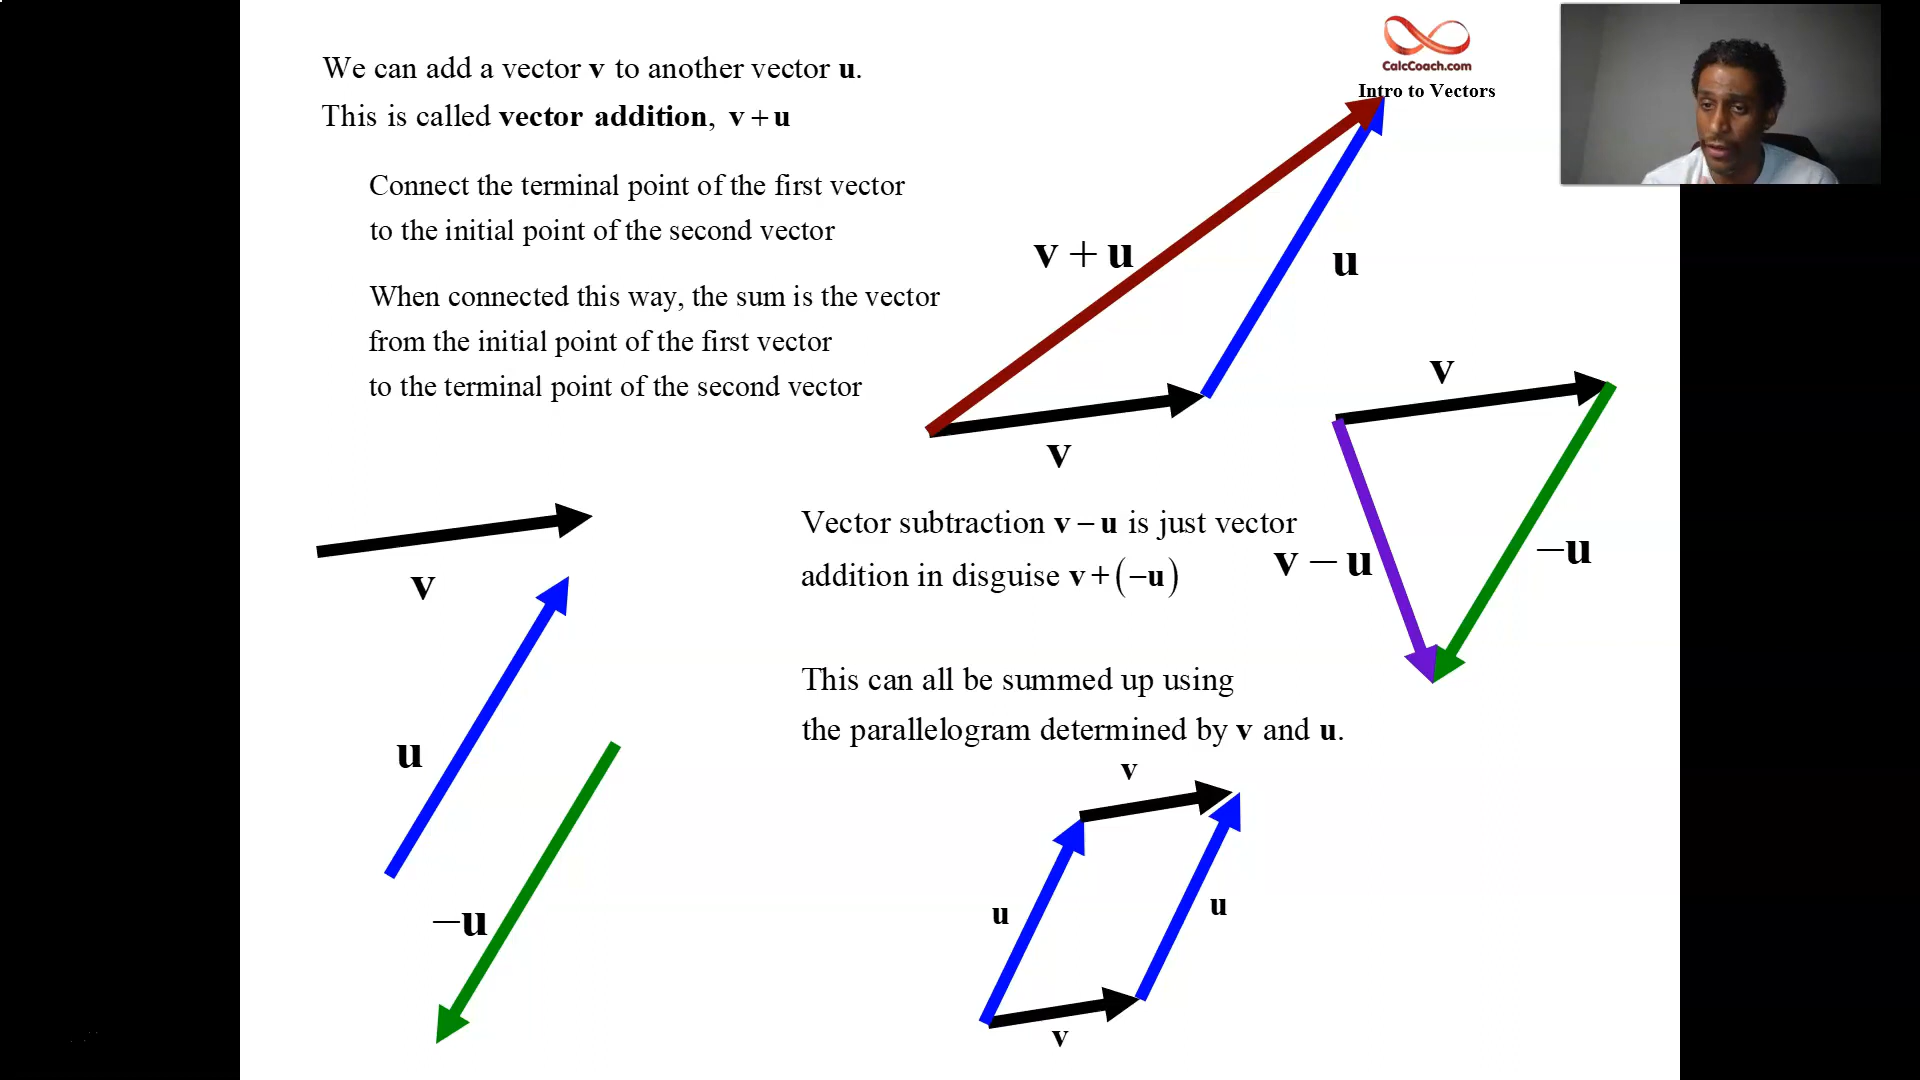 We can add a vector v to another vector u.
This is called vector addition, v + u
Connect the terminal point of the first vector
to the initial point of the second vector
When connected this way, the sum is the vector
from the initial point of the first vector
to the terminal point of the second vector
CalcCoach.com
Intro to Vectors
v + u
u
v
v
−u
v − u
v
u
−u
Vector subtraction v − u is just vector
addition in disguise v + (−u)
This can all be summed up using
the parallelogram determined by v and u.
v
u
u
v